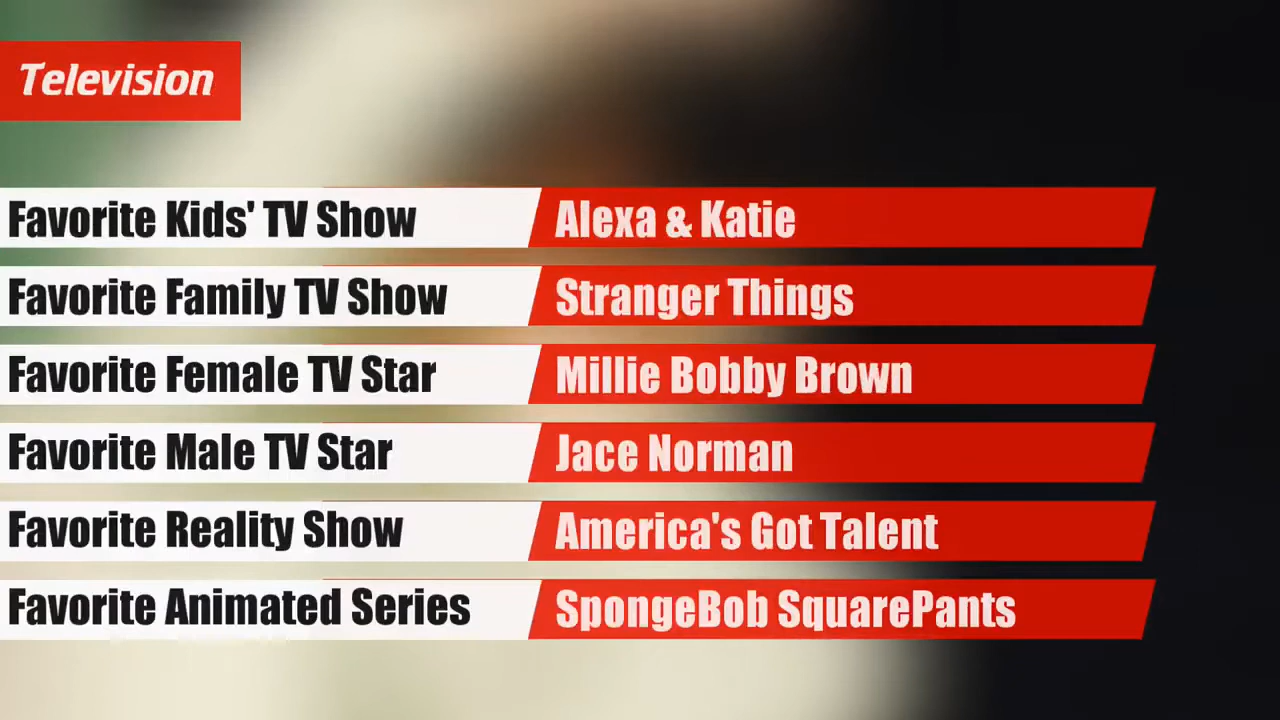 Television
Favorite Kids' TV Show Alexa & Katie
Favorite Family TV Show Stranger Things
Favorite Female TV Star Millie Bobby Brown
Favorite Male TV Star Jace Norman
Favorite Reality Show America's Got Talent
Favorite Animated Series SpongeBob SquarePants